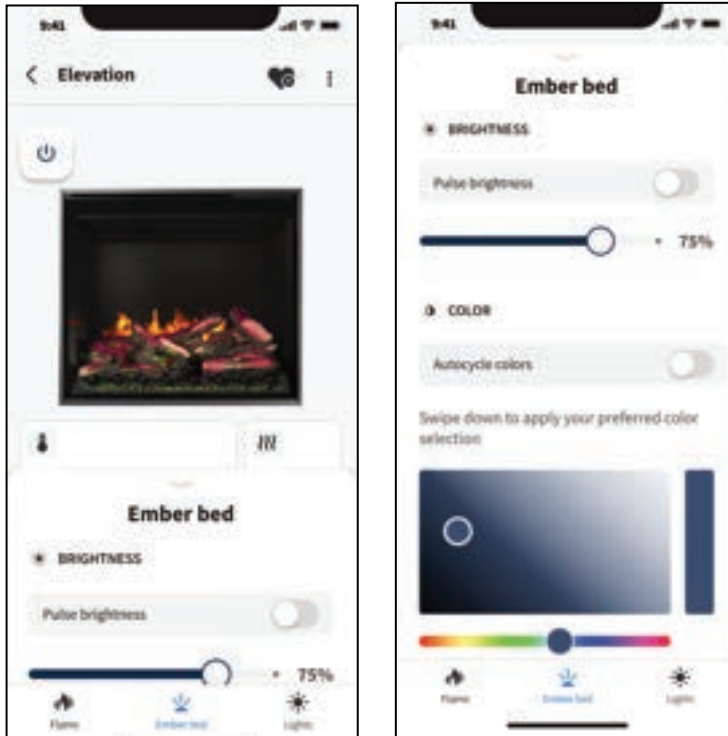 9:41
Elevation
Ember bed
BRIGHTNESS
Pulse brightness
75%
Flame
Ember bed
Lights
9:41
Ember bed
BRIGHTNESS
Pulse brightness
75%
COLOR
Autocycle colors
Swipe down to apply your preferred color
selection
Flame
Ember bed
Lights